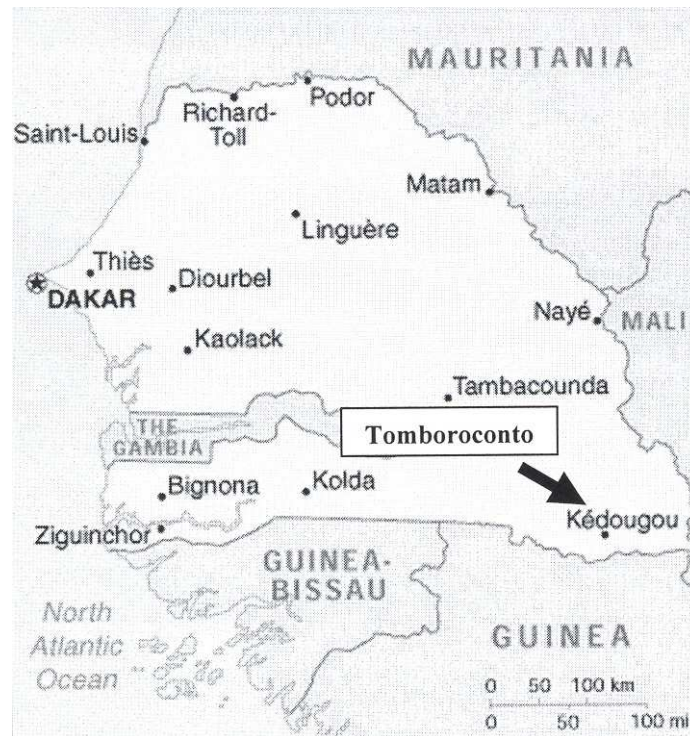 MAURITANIA
Podor
Richard-
Toll
Saint-Louis
Matam
Linguère
Thiès
DAKAR
Diourbel
Nayé
MALI
Kaolack
Tambacounda
THE
GAMBIA
Tomboroconto
Bignona
Kolda
Ziguinchor
Kédougou
GUINEA-
BISSAU
North
Atlantic
Ocean
GUINEA
0 50 100 km
0 50 100 mi